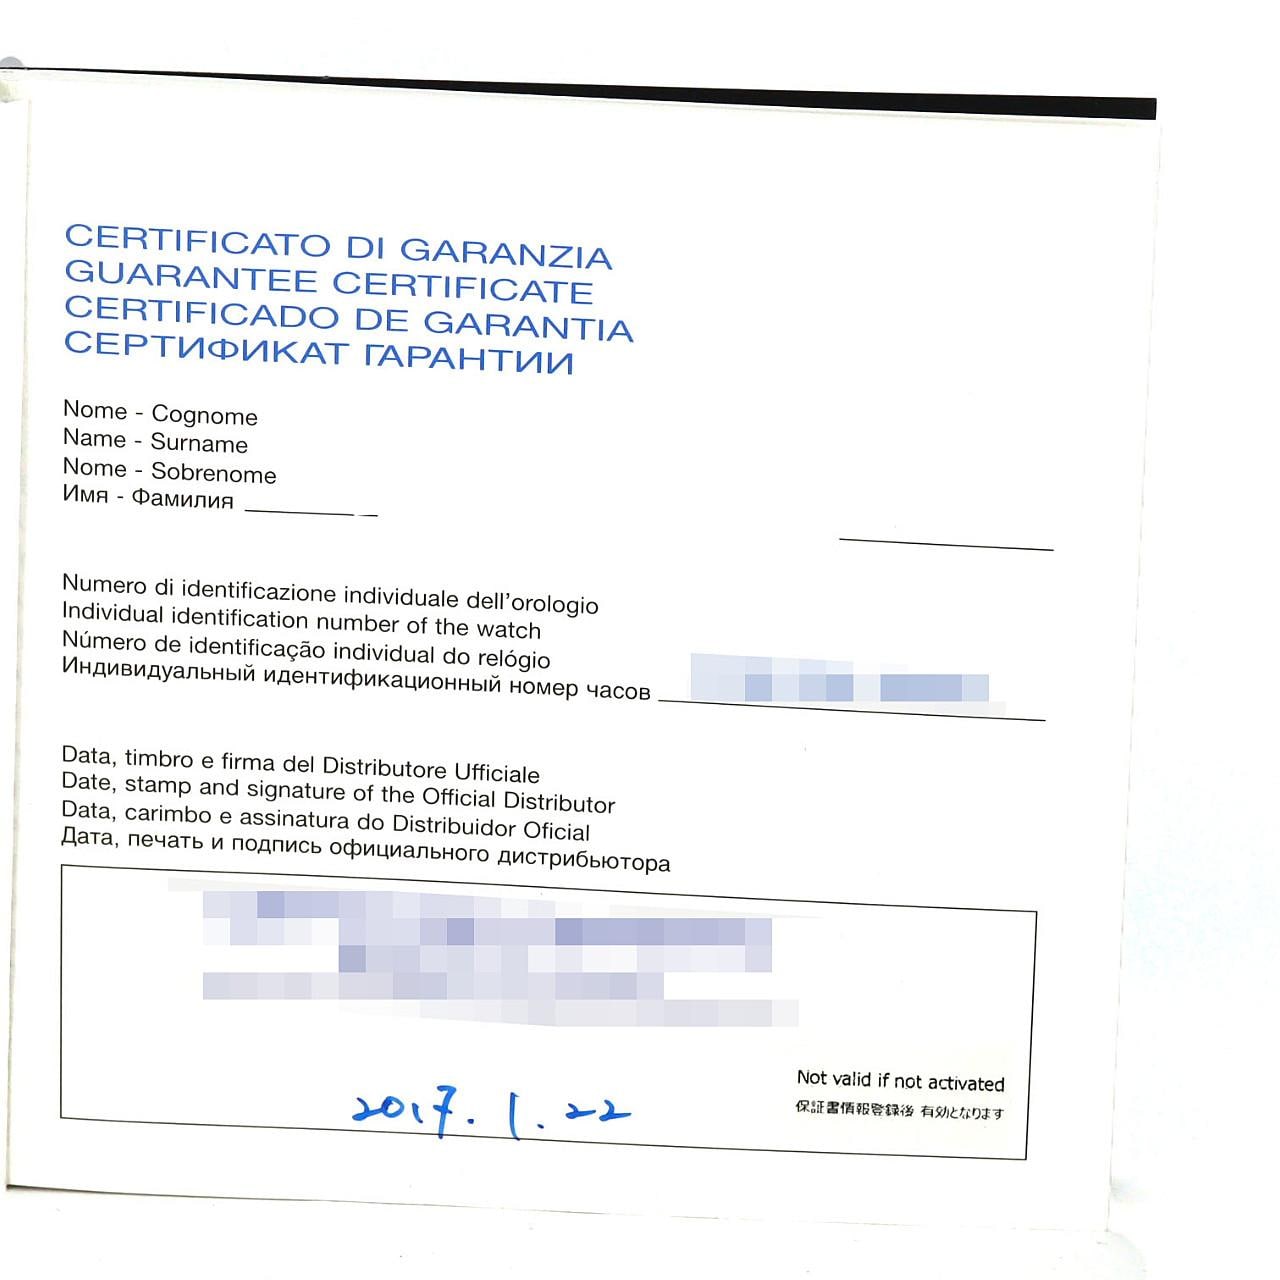 CERTIFICATO DI GARANZIA
GUARANTEE CERTIFICATE
CERTIFICADO DE GARANTIA
СЕРТИФИКАТ ГАРАНТИИ
Nome - Cognome
Name - Surname
Nome - Sobrenome
Имя - Фамилия
Numero di identificazione individuale dell'orologio
Individual identification number of the watch
Número de identificação individual do relógio
Индивидуальный идентификационный номер часов
Data, timbro e firma del Distributore Ufficiale
Date, stamp and signature of the Official Distributor
Data, carimbo e assinatura do Distribuidor Oficial
Дата, печать и подпись официального дистрибьютора
Not valid if not activated
保証書情報登録後 有効となります
2017. 1. 22